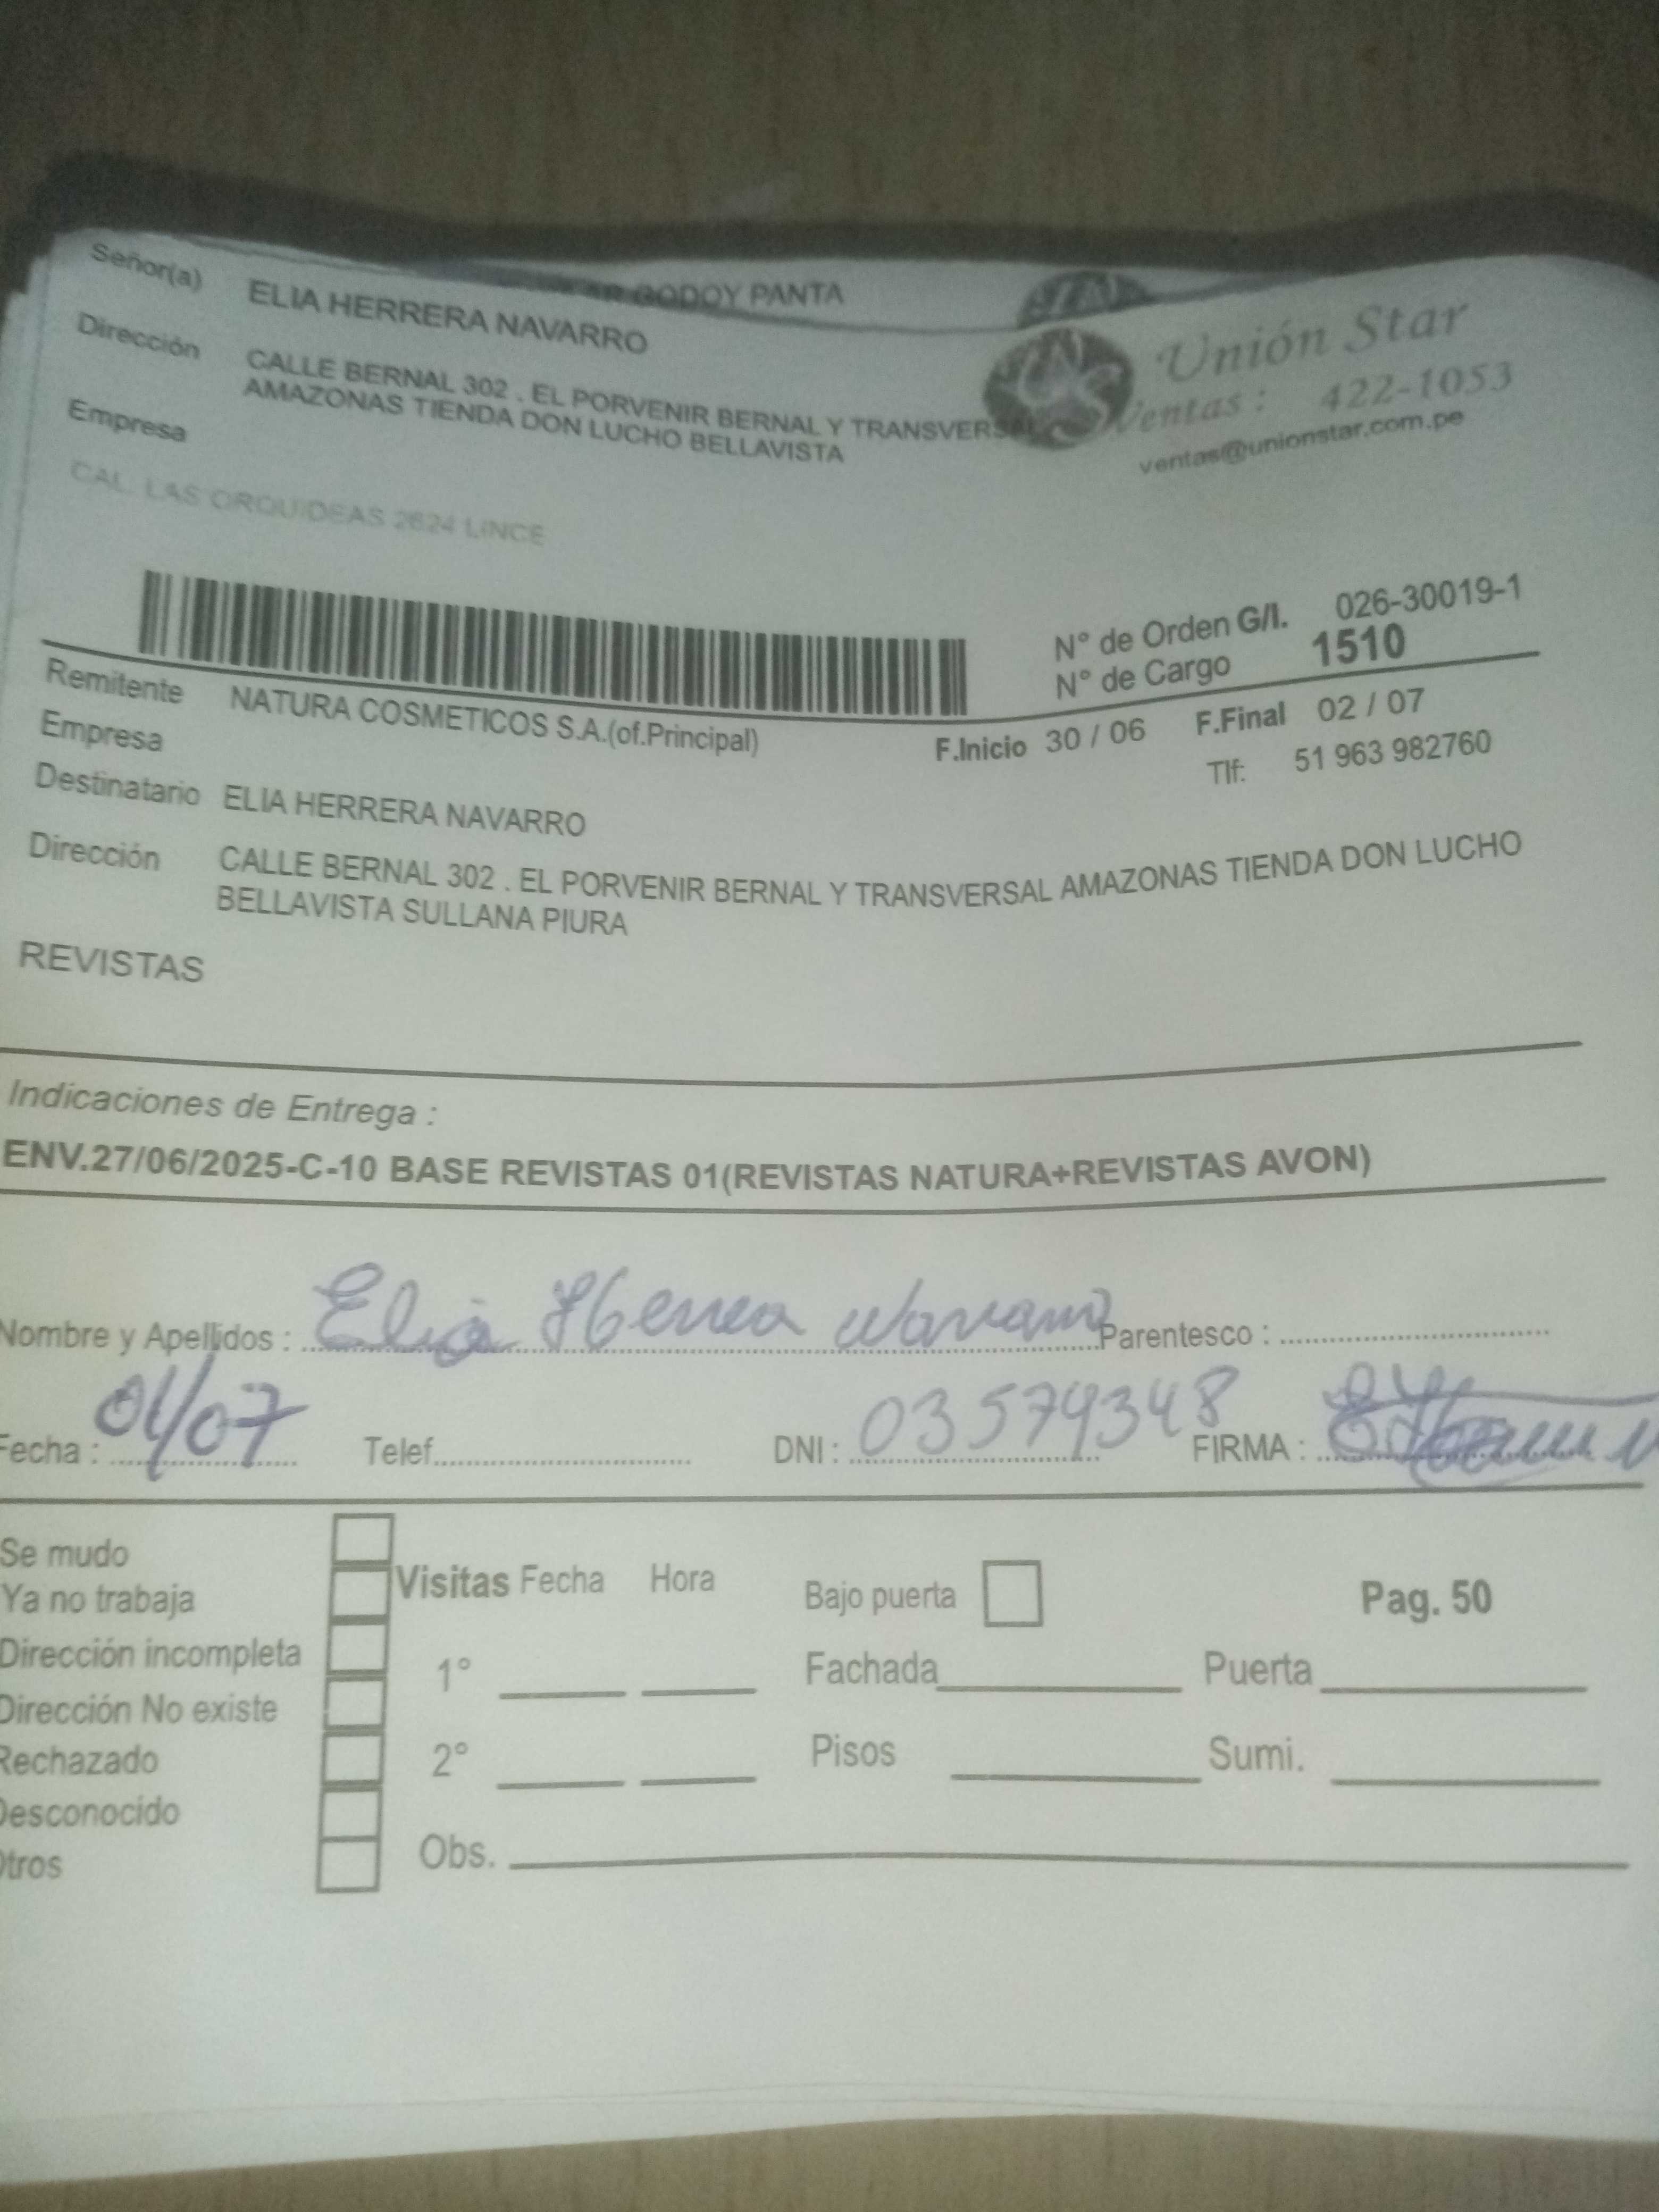 GODOY PANTA
Señor(a) ELIA HERRERA NAVARRO
Unión Star
Dirección CALLE BERNAL 302 . EL PORVENIR BERNAL Y TRANSVERSAL
AMAZONAS TIENDA DON LUCHO BELLAVISTA
Ventas : 422-1053
ventas@unionstar.com.pe
Empresa
CAL. LAS ORQUIDEAS 2624 LINCE
N° de Orden G/I. 026-30019-1
N° de Cargo 1510
Remitente NATURA COSMETICOS S.A.(of.Principal)
F.Inicio 30 / 06 F.Final 02 / 07
Empresa
Tlf: 51 963 982760
Destinatario ELIA HERRERA NAVARRO
Dirección CALLE BERNAL 302 . EL PORVENIR BERNAL Y TRANSVERSAL AMAZONAS TIENDA DON LUCHO
BELLAVISTA SULLANA PIURA
REVISTAS
Indicaciones de Entrega :
ENV.27/06/2025-C-10 BASE REVISTAS 01(REVISTAS NATURA+REVISTAS AVON)
Nombre y Apellidos : Elia Herrera Navarro Parentesco :
Fecha : 01/07 Telef. DNI : 03579348 FIRMA :
Se mudo
Ya no trabaja
Visitas Fecha Hora Bajo puerta Pag. 50
Dirección incompleta
1° Fachada Puerta
Dirección No existe
Rechazado
2° Pisos Sumi.
Desconocido
Otros
Obs.